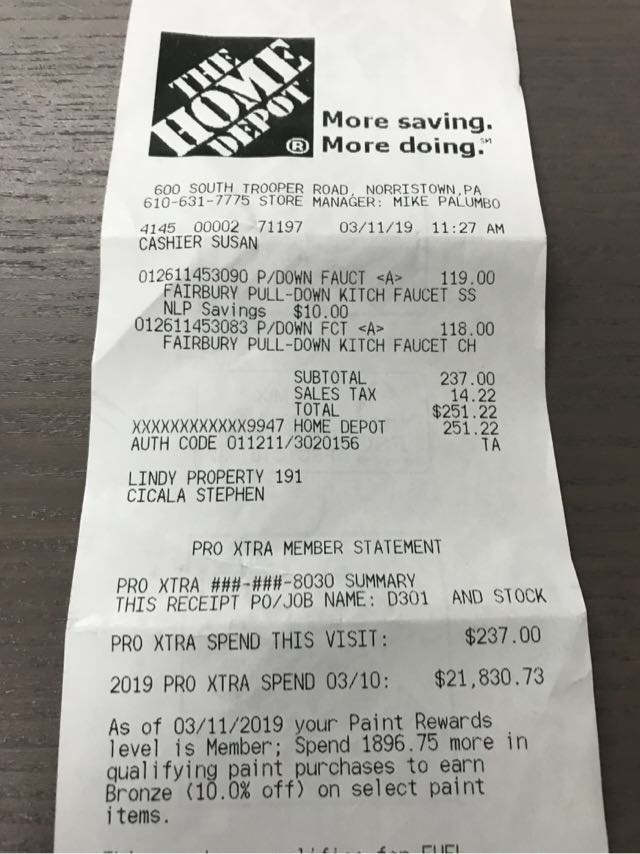 THE
HOME
DEPOT
®
More saving.
More doing.℠
600 SOUTH TROOPER ROAD, NORRISTOWN,PA
610-631-7775 STORE MANAGER: MIKE PALUMBO
4145 00002 71197 03/11/19 11:27 AM
CASHIER SUSAN
012611453090 P/DOWN FAUCT <A> 119.00
FAIRBURY PULL-DOWN KITCH FAUCET SS
NLP Savings $10.00
012611453083 P/DOWN FCT <A> 118.00
FAIRBURY PULL-DOWN KITCH FAUCET CH
SUBTOTAL 237.00
SALES TAX 14.22
TOTAL $251.22
XXXXXXXXXXXX9947 HOME DEPOT 251.22
AUTH CODE 011211/3020156 TA
LINDY PROPERTY 191
CICALA STEPHEN
PRO XTRA MEMBER STATEMENT
PRO XTRA ###-###-8030 SUMMARY
THIS RECEIPT PO/JOB NAME: D301 AND STOCK
PRO XTRA SPEND THIS VISIT: $237.00
2019 PRO XTRA SPEND 03/10: $21,830.73
As of 03/11/2019 your Paint Rewards
level is Member; Spend 1896.75 more in
qualifying paint purchases to earn
Bronze (10.0% off) on select paint
items.
FUEL